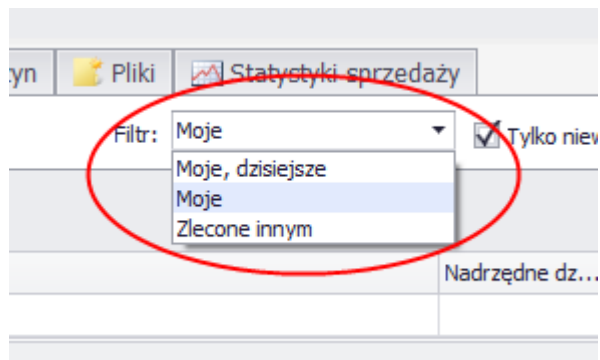 yn Pliki Statystyki sprzedaży
Filtr: Moje Tylko niew
Moje, dzisiejsze
Moje
Zlecone innym
Nadrzędne dz...